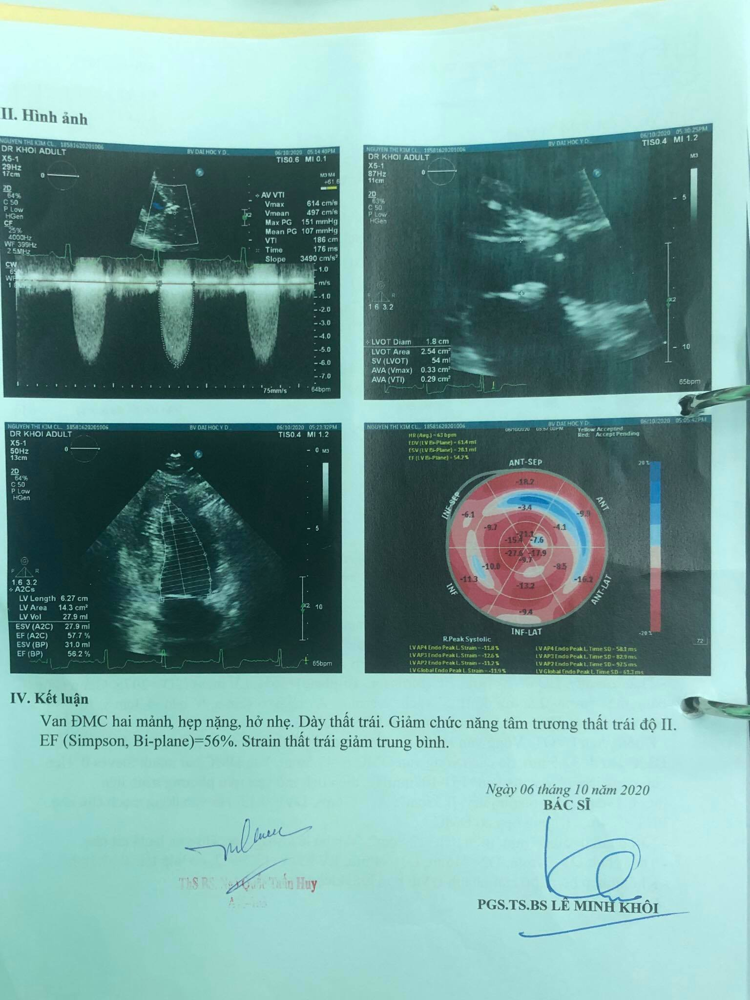 II. Hình ảnh
NGUYEN THI KIM CL.. 18581620201006 BV DAI HOC Y D.. 06/10/2020 05:14:40PM
DR KHOI ADULT TIS0.6 MI 0.1
X5-1
29Hz
17cm
0
M3 M4
+61.6
2D
64%
C 50
P Low
HGen
CF
25%
4000Hz
WF 399Hz
2.5MHz
CW
AV VTI
Vmax 614 cm/s
Vmean 497 cm/s
Max PG 151 mmHg
Mean PG 107 mmHg
VTI 186 cm
Time 176 ms
Slope 3490 cm/s²
X2
1.0
m/s
-1.0
-2.0
-3.0
-4.0
-5.0
-6.0
-7.0
75mm/s 64bpm
NGUYEN THI KIM CL.. 18581620201006 BV DAI HOC Y D.. 06/10/2020 05:30:25PM
DR KHOI ADULT TIS0.4 MI 1.2
X5-1
87Hz
11cm
0
M3
2D
63%
C 50
P Low
HGen
5
G
P R
1.6 3.2
X2
LVOT Diam 1.8 cm
LVOT Area 2.54 cm²
SV (LVOT) 54 ml
AVA (Vmax) 0.33 cm²
AVA (VTI) 0.29 cm²
10
65bpm
NGUYEN THI KIM CL.. 18581620201006 BV DAI HOC Y D.. 06/10/2020 05:23:32PM
DR KHOI ADULT TIS0.4 MI 1.2
X5-1
50Hz
13cm
0
0 M3
2D
64%
C 50
P Low
HGen
5
G
P R
1.6 3.2
A2Cs
LV Length 6.27 cm
LV Area 14.3 cm²
LV Vol 27.9 ml
ESV (A2C) 27.9 ml
EF (A2C) 57.7 %
ESV (BP) 31.0 ml
EF (BP) 56.2 %
X2
10
65bpm
NGUYEN THI KIM CL.. 18581620201006 BV DAI HOC Y D.. 06/10/2020 05:05:42PM
06/10/2020 05:57:00PM
Yellow: Accepted
Red: Accept Pending
HR (Avg.) = 63 bpm
EDV (LV Bi-Plane) = 61.4 ml
ESV (LV Bi-Plane) = 28.1 ml
EF (LV Bi-Plane) = 54.2 %
20 %
ANT-SEP
-18.2
INF-SEP
ANT
-3.4
-6.1
-9.7
-4.1
-21.1
-15.4
-7.6
-27.6
-17.9
-9.7
-10.0
-8.5
-11.3
-16.2
-13.2
INF
ANT-LAT
-9.4
INF-LAT
-20 %
72
R.Peak Systolic
LV AP4 Endo Peak L. Strain = -11.8 % LV AP4 Endo Peak L. Time SD = 58.1 ms
LV AP3 Endo Peak L. Strain = -12.6 % LV AP3 Endo Peak L. Time SD = 82.9 ms
LV AP2 Endo Peak L. Strain = -11.2 % LV AP2 Endo Peak L. Time SD = 97.5 ms
LV Global Endo Peak L. Strain = -11.9 % LV Global Endo Peak L. Time SD = 61.3 ms
IV. Kết luận
Van ĐMC hai mảnh, hẹp nặng, hở nhẹ. Dày thất trái. Giảm chức năng tâm trương thất trái độ II.
EF (Simpson, Bi-plane)=56%. Strain thất trái giảm trung bình.
Ngày 06 tháng 10 năm 2020
BÁC SĨ
ThS BS. Quốc Tuấn Huy
PGS.TS.BS LÊ MINH KHÔI